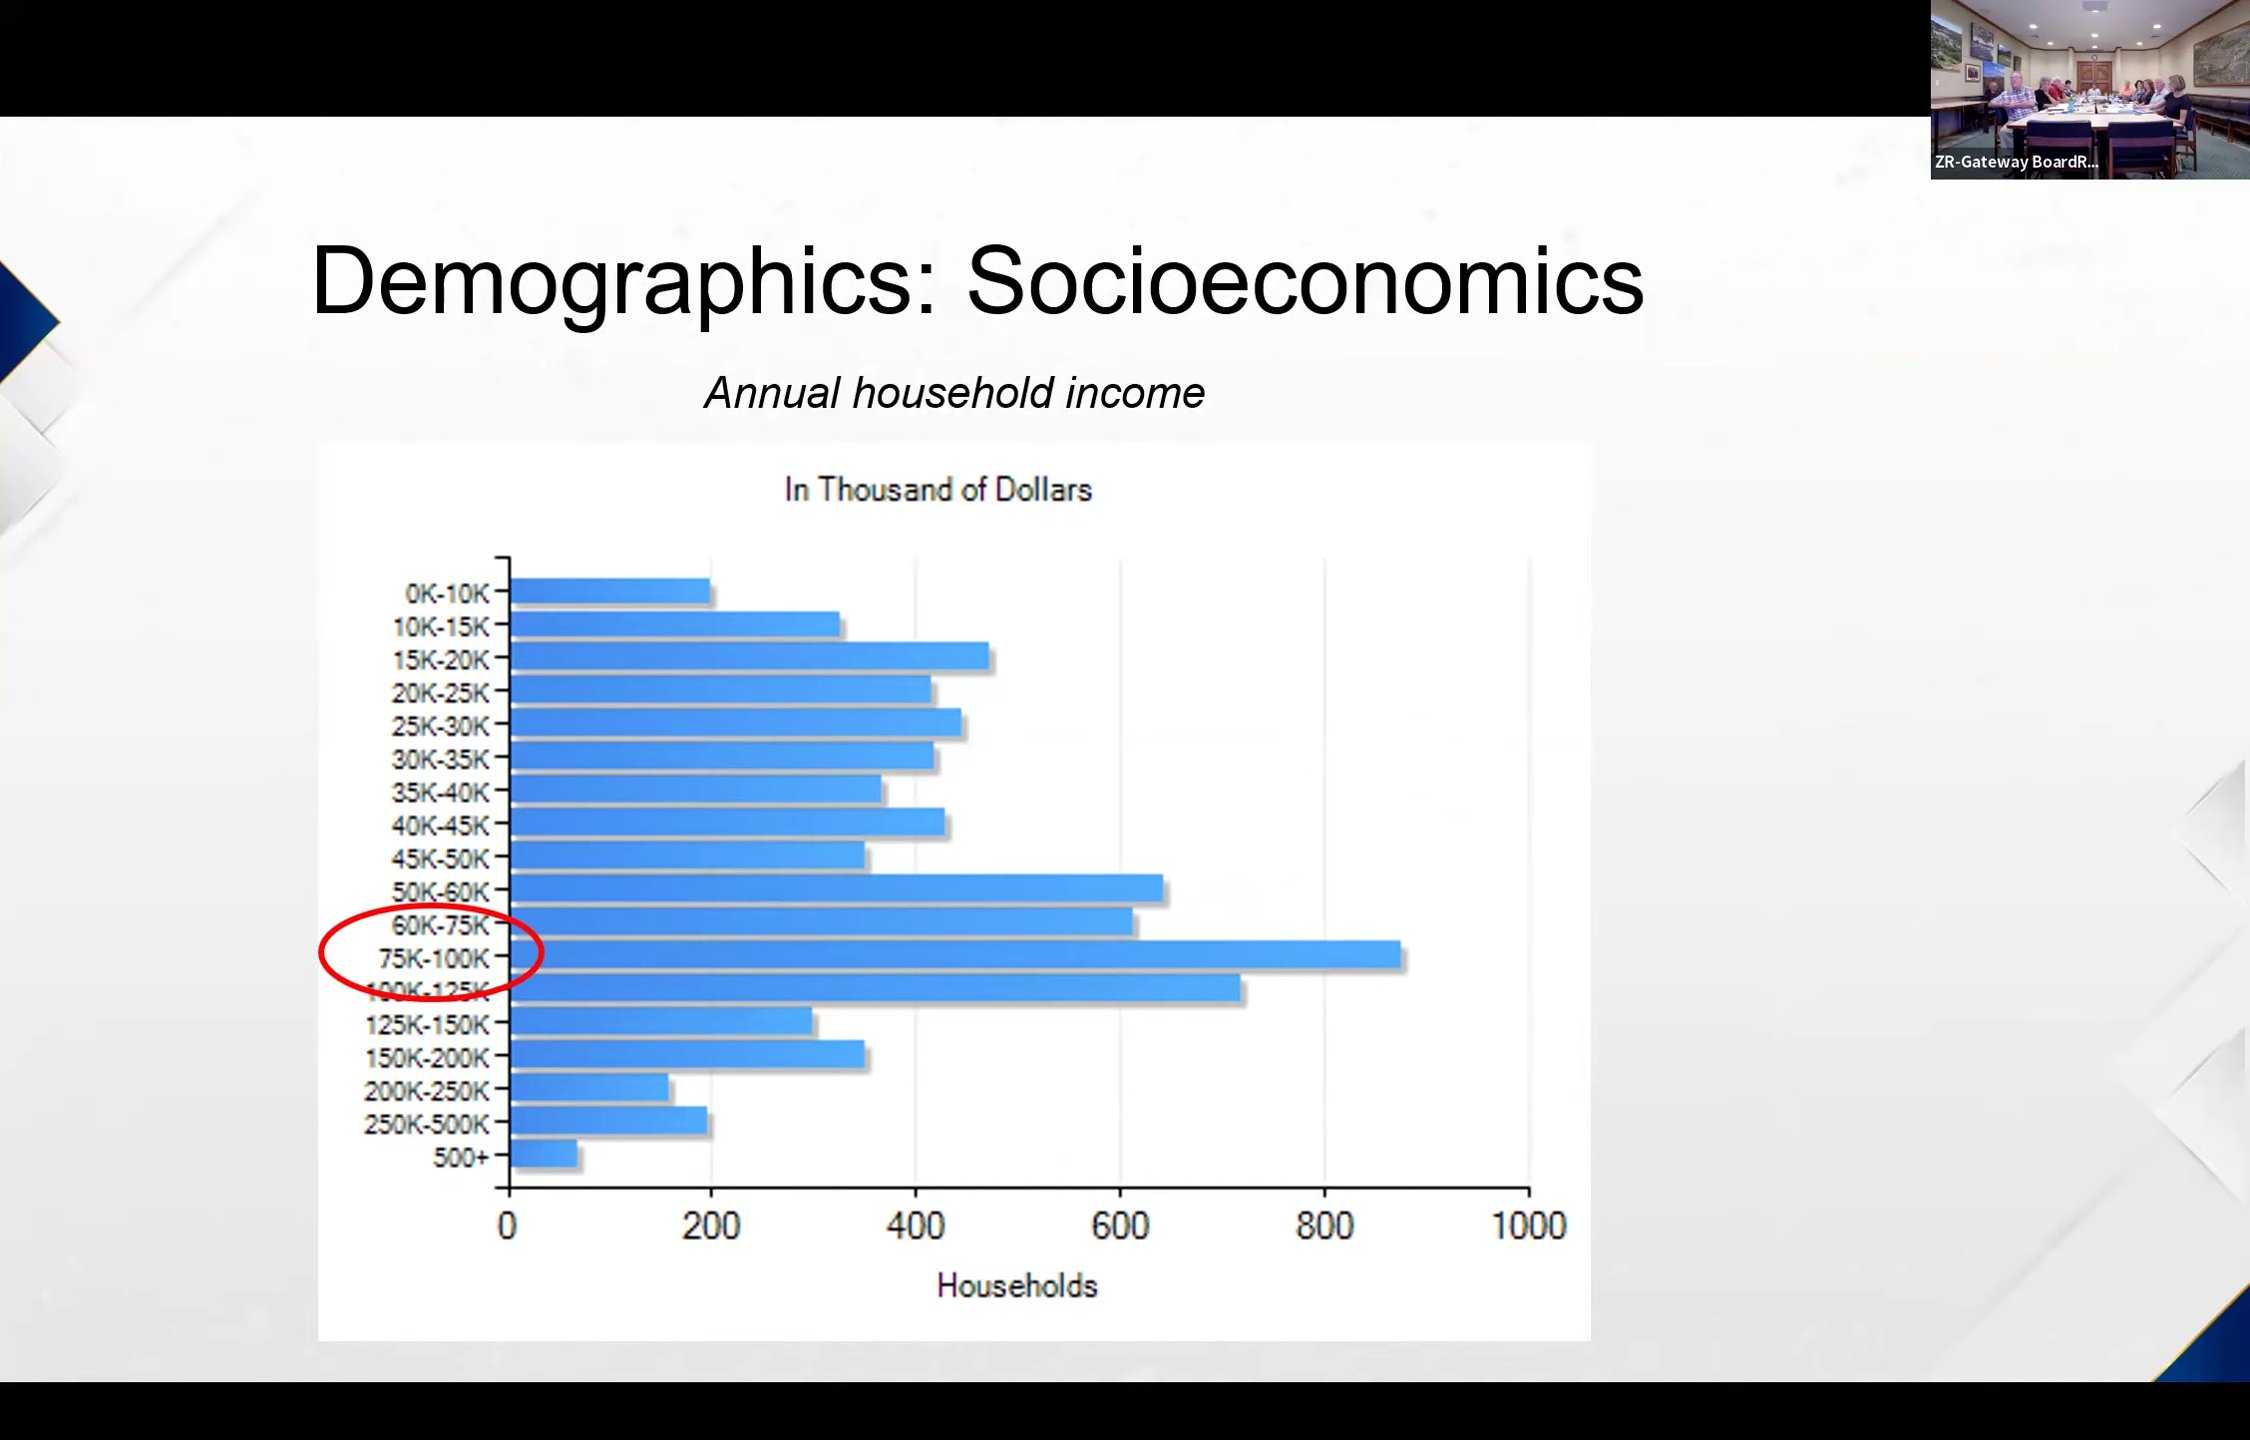 ZR-Gateway BoardR...
Demographics: Socioeconomics
Annual household income
In Thousand of Dollars
0K-10K
10K-15K
15K-20K
20K-25K
25K-30K
30K-35K
35K-40K
40K-45K
45K-50K
50K-60K
60K-75K
75K-100K
100K-125K
125K-150K
150K-200K
200K-250K
250K-500K
500+
0 200 400 600 800 1000
Households